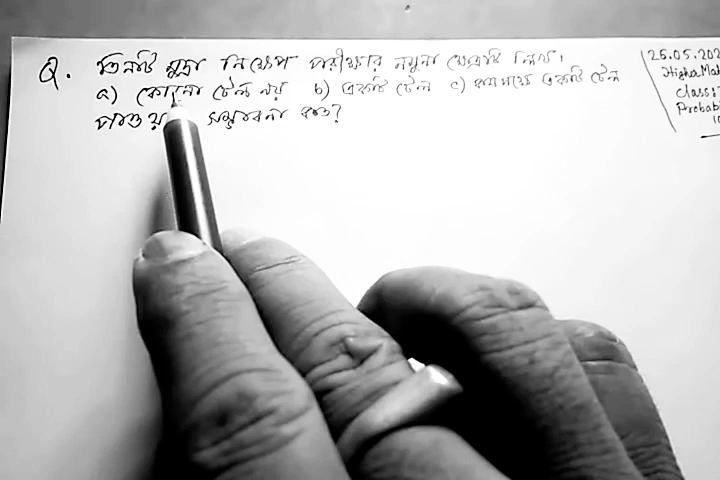 Q. তিনটি মুদ্রা নিক্ষেপ পরীক্ষার নমুনা ক্ষেত্রটি লিখ।
a) কোনো টেল নয় b) একটি টেল c) কমপক্ষে একটি টেল
পাওয়ার সম্ভাবনা কত?
25.05.202
Higher Mat
Class:
Probabi
10